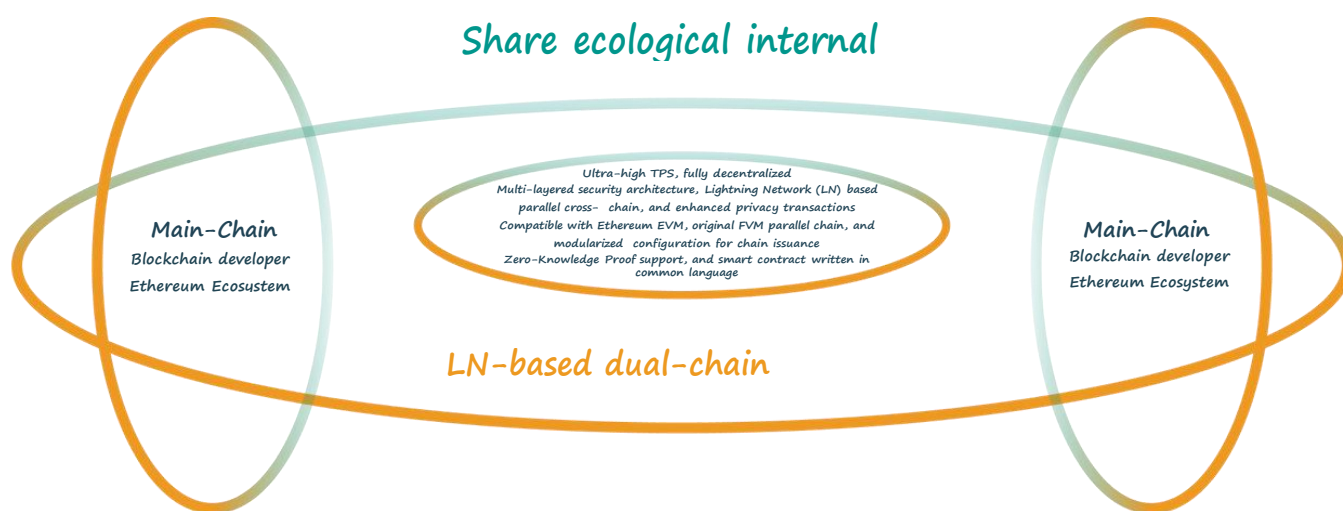 Share ecological internal
Ultra-high TPS, fully decentralized
Multi-layered security architecture, Lightning Network (LN) based
parallel cross- chain, and enhanced privacy transactions
Compatible with Ethereum EVM, original FVM parallel chain, and
modularized configuration for chain issuance
Zero-Knowledge Proof support, and smart contract written in
common language
Main-Chain
Blockchain developer
Ethereum Ecosystem
Main-Chain
Blockchain developer
Ethereum Ecosystem
LN-based dual-chain